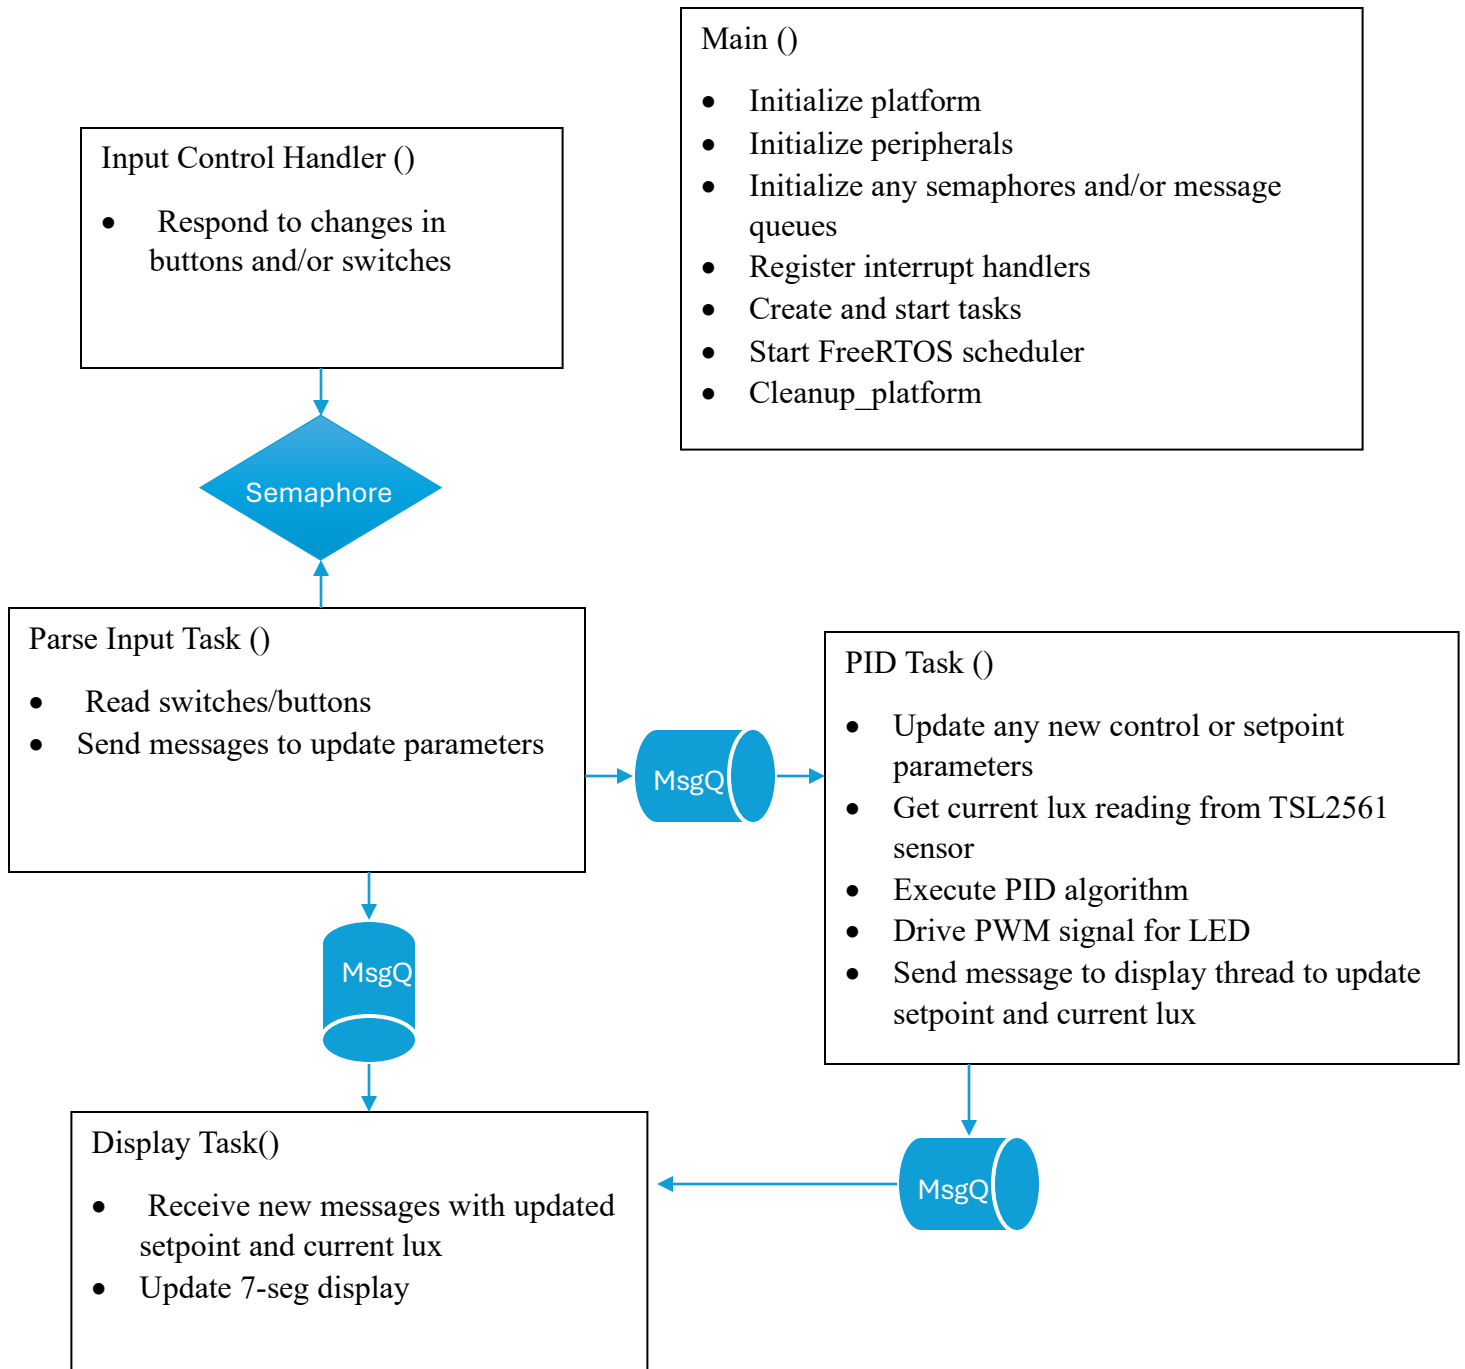 Main ()
• Initialize platform
• Initialize peripherals
• Initialize any semaphores and/or message
queues
• Register interrupt handlers
• Create and start tasks
• Start FreeRTOS scheduler
• Cleanup_platform
Input Control Handler ()
• Respond to changes in
buttons and/or switches
Semaphore
Parse Input Task ()
• Read switches/buttons
• Send messages to update parameters
MsgQ
PID Task ()
• Update any new control or setpoint
parameters
• Get current lux reading from TSL2561
sensor
• Execute PID algorithm
• Drive PWM signal for LED
• Send message to display thread to update
setpoint and current lux
MsgQ
Display Task()
• Receive new messages with updated
setpoint and current lux
• Update 7-seg display
MsgQ